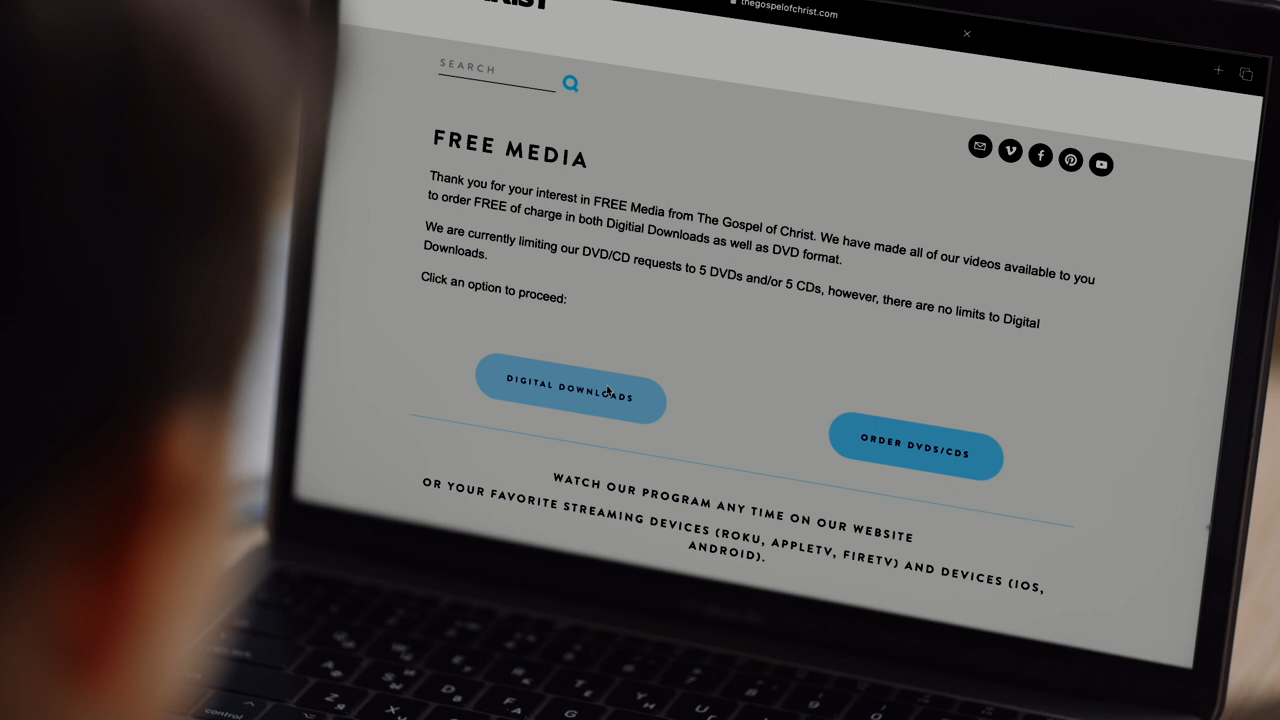 thegospelofchrist.com
SEARCH
FREE MEDIA
Thank you for your interest in FREE Media from The Gospel of Christ. We have made all of our videos available to you
to order FREE of charge in both Digitial Downloads as well as DVD format.
We are currently limiting our DVD/CD requests to 5 DVDs and/or 5 CDs, however, there are no limits to Digital
Downloads.
Click an option to proceed:
DIGITAL DOWNLOADS
ORDER DVDS/CDS
WATCH OUR PROGRAM ANY TIME ON OUR WEBSITE
OR YOUR FAVORITE STREAMING DEVICES (ROKU, APPLETV, FIRETV) AND DEVICES (IOS,
ANDROID).
control